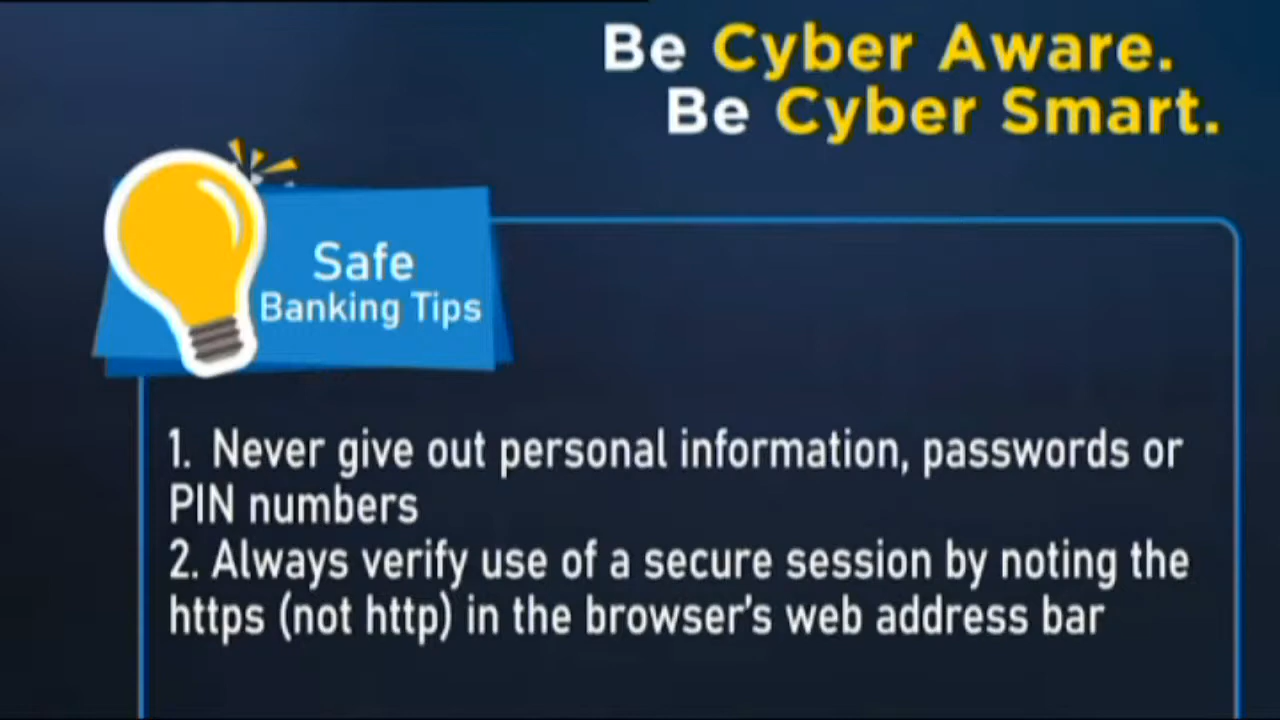 Be Cyber Aware.
Be Cyber Smart.
Safe
Banking Tips
1. Never give out personal information, passwords or
PIN numbers
2. Always verify use of a secure session by noting the
https (not http) in the browser's web address bar